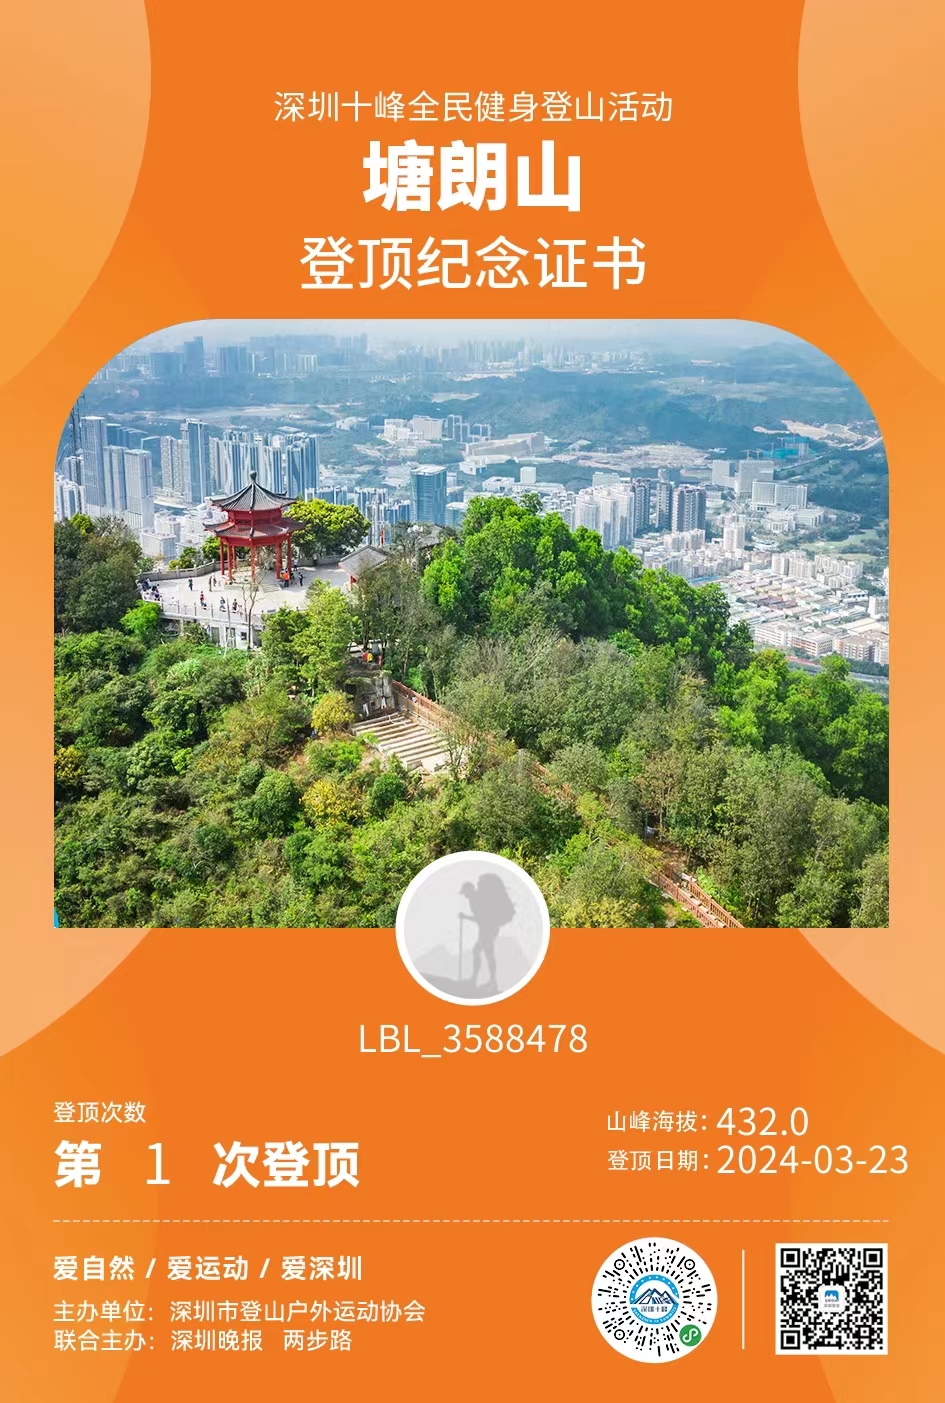 深圳十峰全民健身登山活动
塘朗山
登顶纪念证书
LBL_3588478
登顶次数
第 1 次登顶
山峰海拔：432.0
登顶日期：2024-03-23
爱自然 / 爱运动 / 爱深圳
主办单位：深圳市登山户外运动协会
联合主办：深圳晚报 两步路
深圳十峰